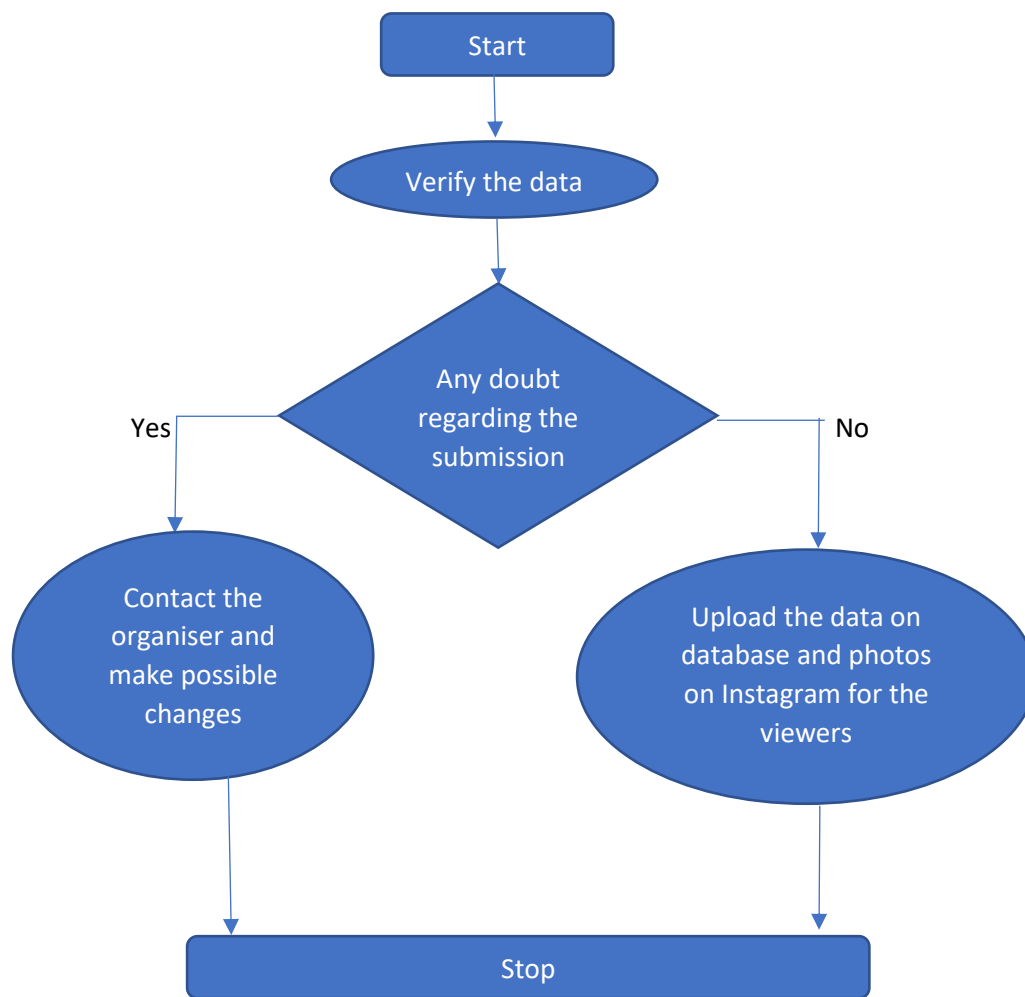 Start
Verify the data
Any doubt
regarding the
submission
Yes
No
Contact the
organiser and
make possible
changes
Upload the data on
database and photos
on Instagram for the
viewers
Stop